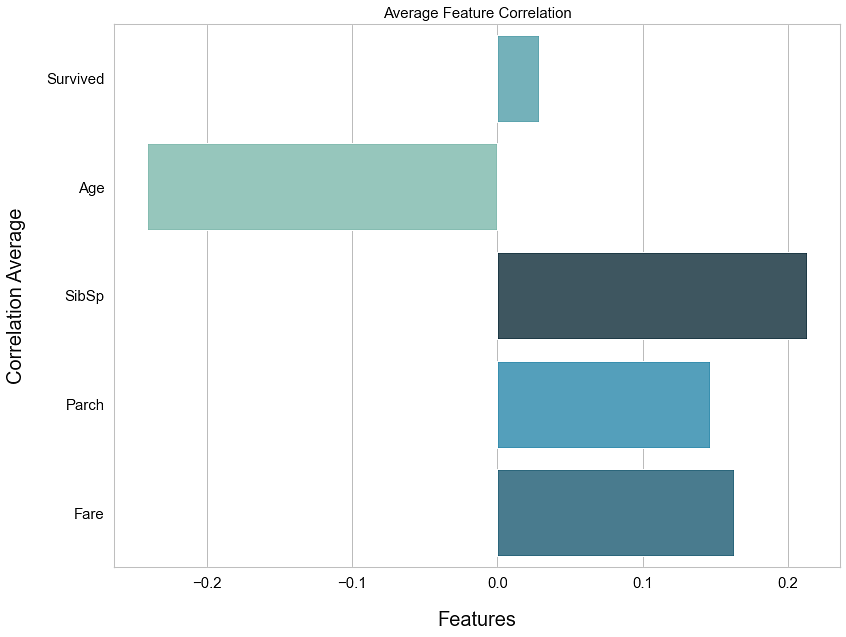 Average Feature Correlation
Survived
Age
SibSp
Parch
Fare
Correlation Average
−0.2 −0.1 0.0 0.1 0.2
Features